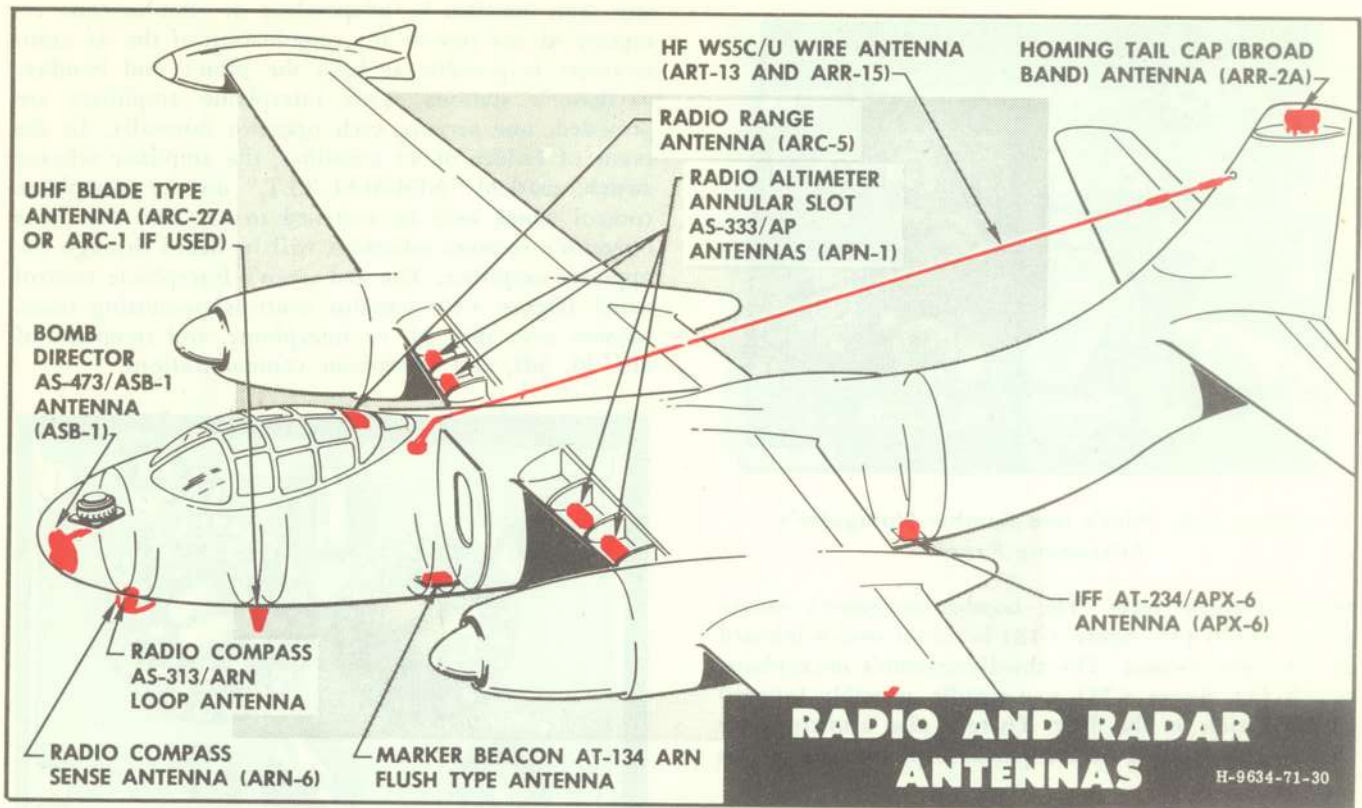 HF WS5C/U WIRE ANTENNA
(ART-13 AND ARR-15)
HOMING TAIL CAP (BROAD
BAND) ANTENNA (ARR-2A)
RADIO RANGE
ANTENNA (ARC-5)
RADIO ALTIMETER
ANNULAR SLOT
AS-333/AP
ANTENNAS (APN-1)
UHF BLADE TYPE
ANTENNA (ARC-27A
OR ARC-1 IF USED)
BOMB
DIRECTOR
AS-473/ASB-1
ANTENNA
(ASB-1)
IFF AT-234/APX-6
ANTENNA (APX-6)
RADIO COMPASS
AS-313/ARN
LOOP ANTENNA
RADIO COMPASS
SENSE ANTENNA (ARN-6)
MARKER BEACON AT-134 ARN
FLUSH TYPE ANTENNA
RADIO AND RADAR
ANTENNAS
H-9634-71-30